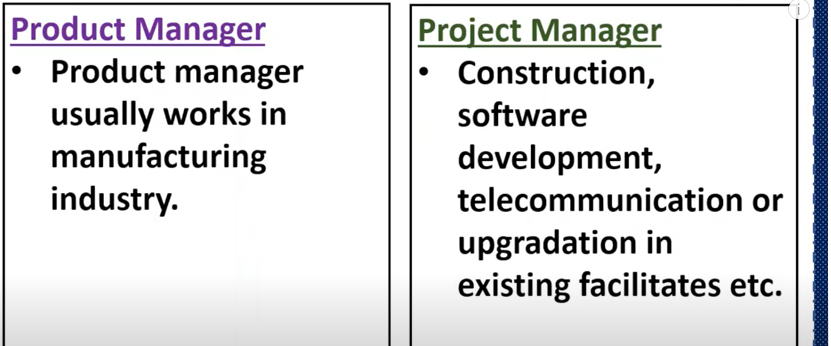 Product Manager
• Product manager
usually works in
manufacturing
industry.
Project Manager
• Construction,
software
development,
telecommunication or
upgradation in
existing facilitates etc.
i